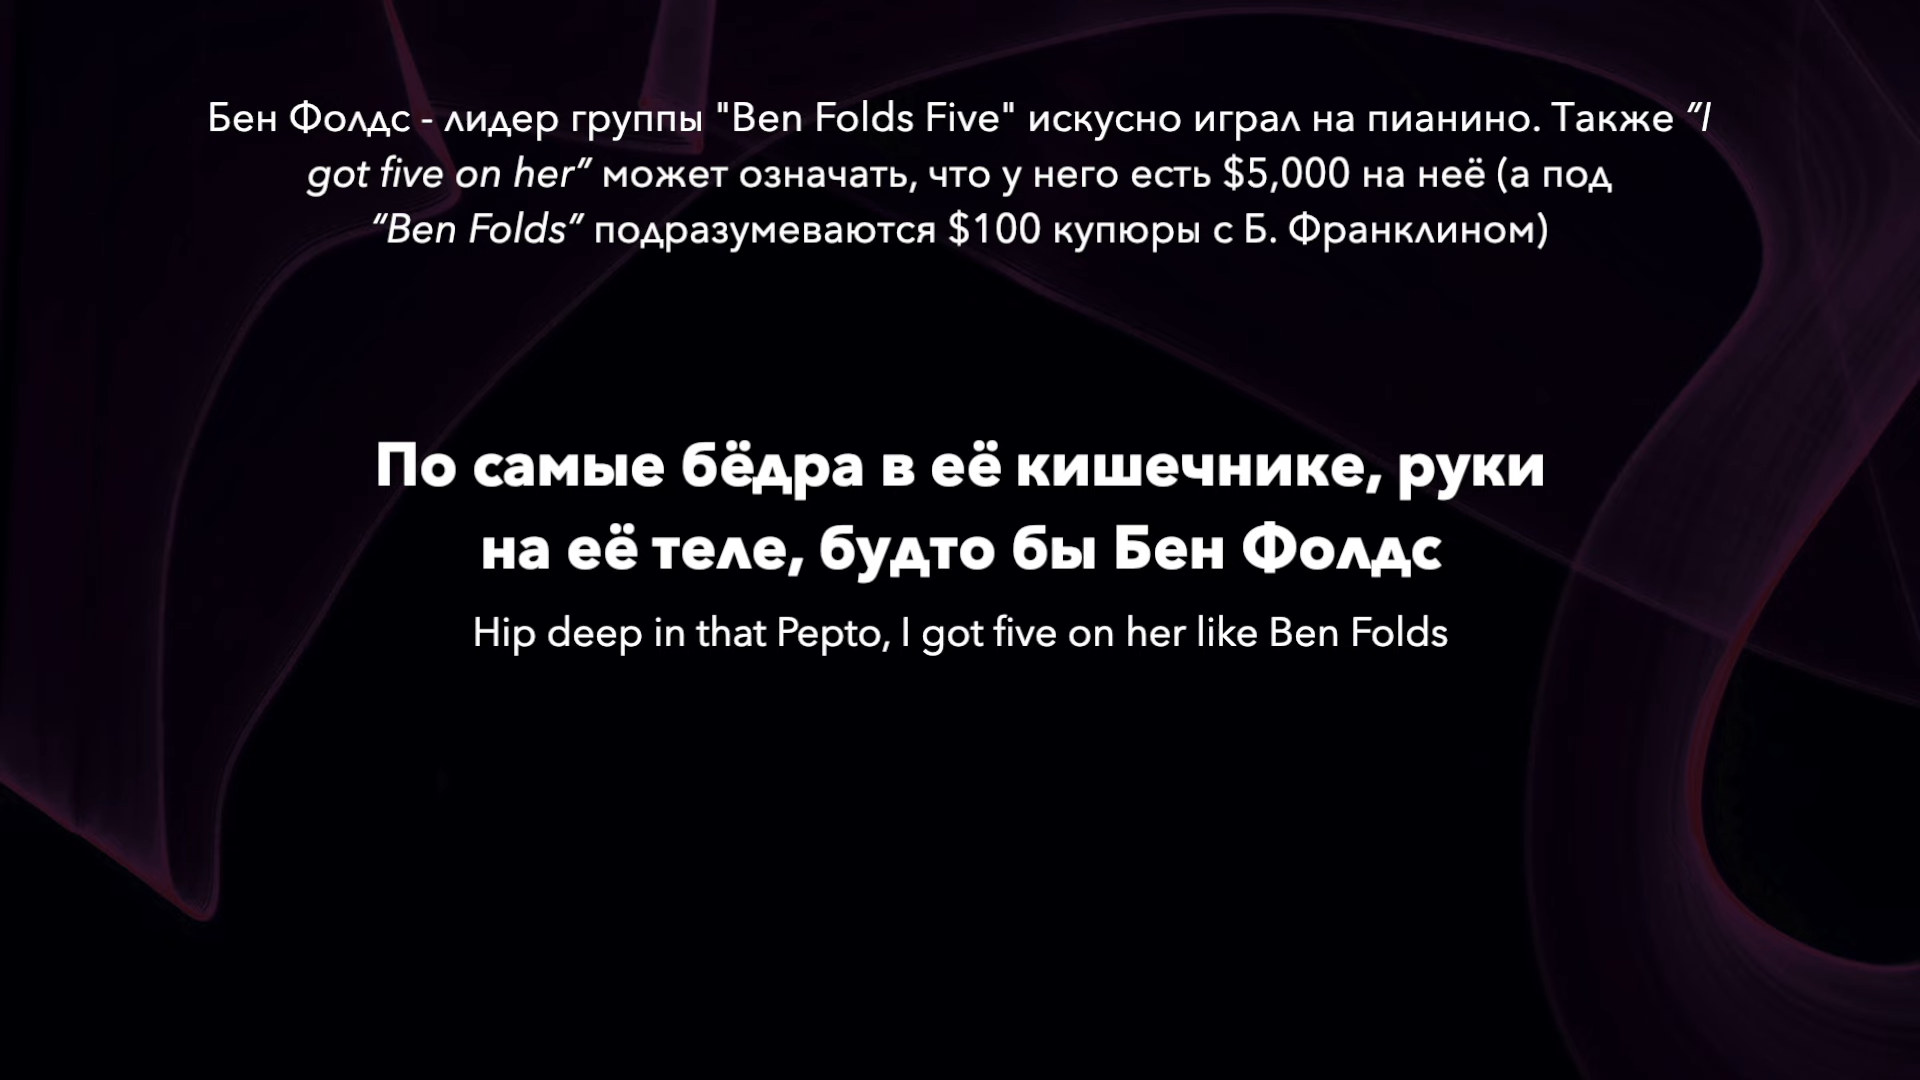 Бен Фолдс - лидер группы "Ben Folds Five" искусно играл на пианино. Также “I
got five on her” может означать, что у него есть $5,000 на неё (а под
“Ben Folds” подразумеваются $100 купюры с Б. Франклином)
По самые бёдра в её кишечнике, руки
на её теле, будто бы Бен Фолдс
Hip deep in that Pepto, I got five on her like Ben Folds